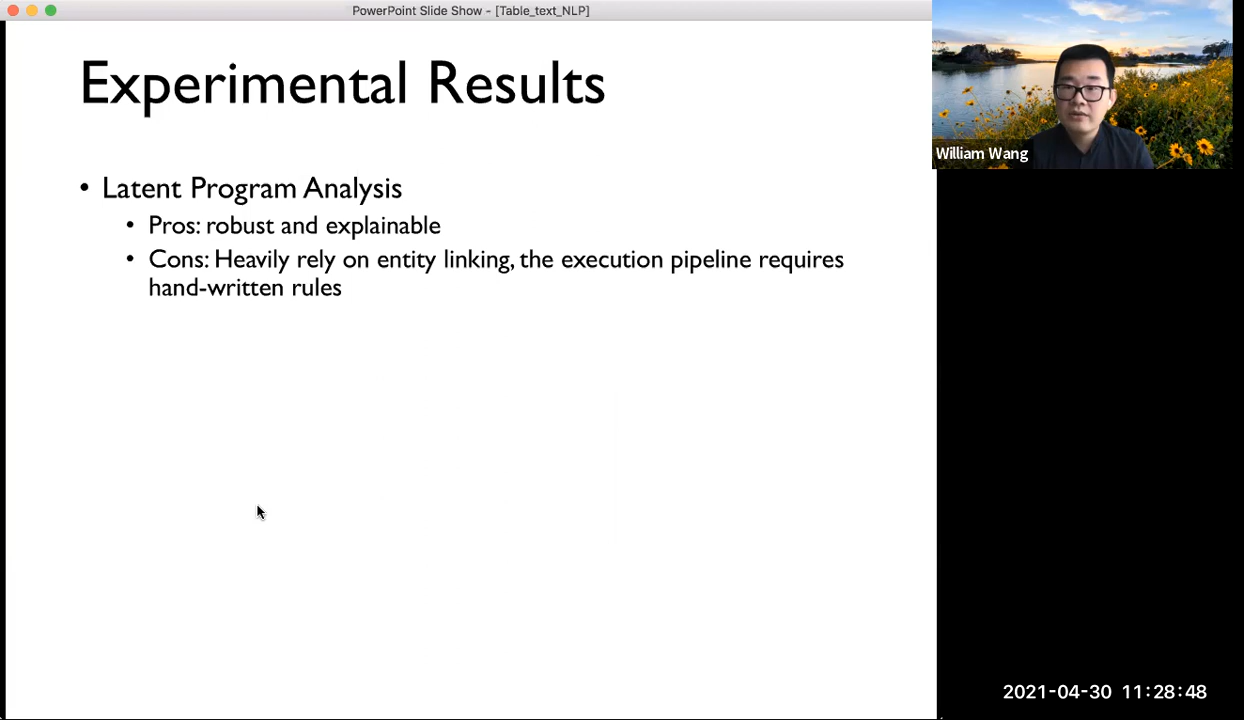 PowerPoint Slide Show - [Table_text_NLP]
Experimental Results
• Latent Program Analysis
• Pros: robust and explainable
• Cons: Heavily rely on entity linking, the execution pipeline requires
hand-written rules
William Wang
2021-04-30 11:28:48